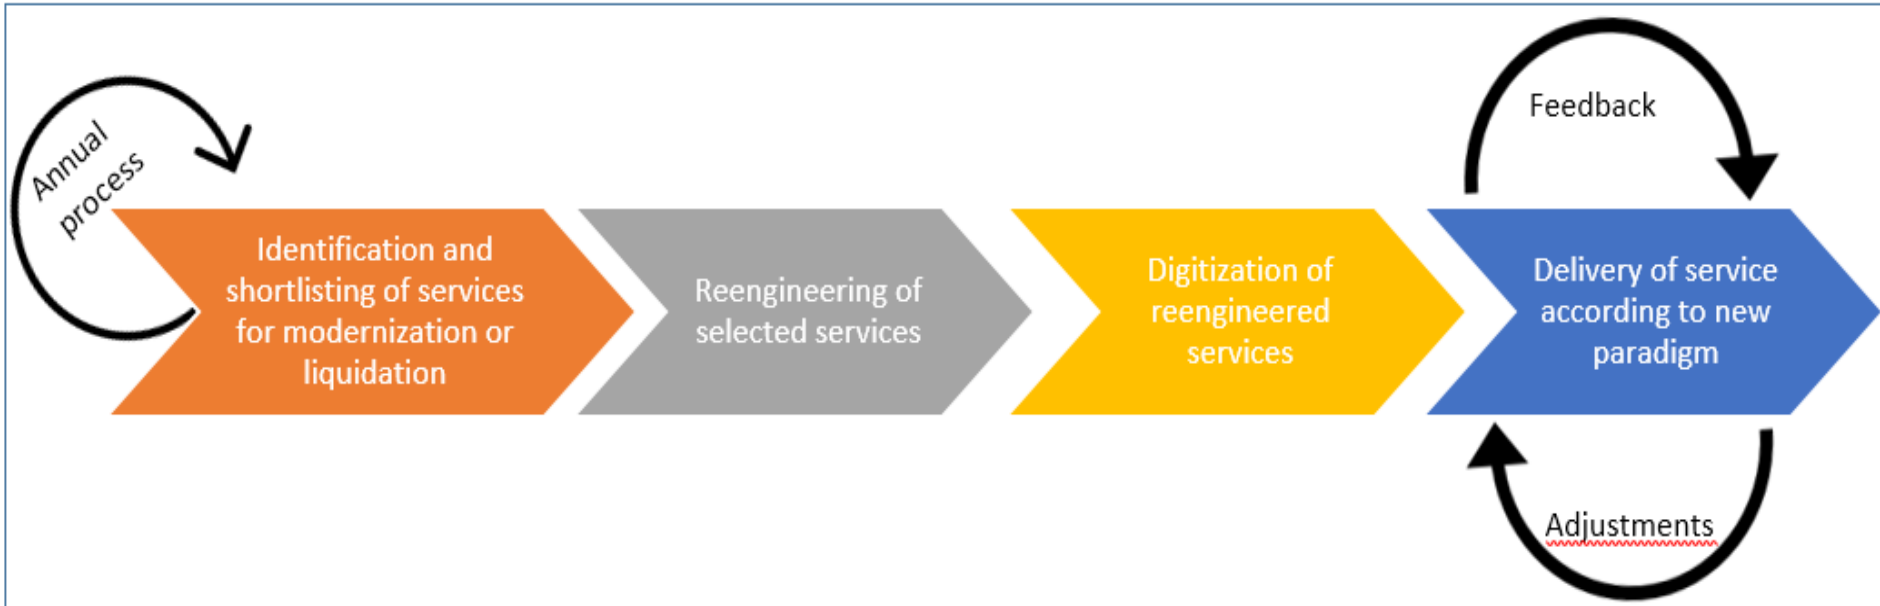 Annual
process
Identification and
shortlisting of services
for modernization or
liquidation
Reengineering of
selected services
Digitization of
reengineered
services
Feedback
Delivery of service
according to new
paradigm
Adjustments